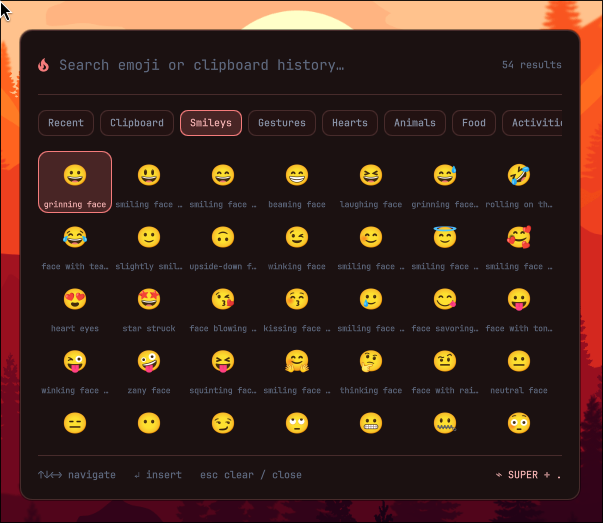 Search emoji or clipboard history… 54 results
Recent Clipboard Smileys Gestures Hearts Animals Food Activitie
grinning face smiling face … smiling face … beaming face laughing face grinning face… rolling on th…
face with tea… slightly smil… upside-down f… winking face smiling face … smiling face … smiling face …
heart eyes star struck face blowing … kissing face … smiling face … face savoring… face with ton…
winking face … zany face squinting fac… smiling face … thinking face face with rai… neutral face
↑↓↔ navigate ↲ insert esc clear / close ⌁ SUPER + .